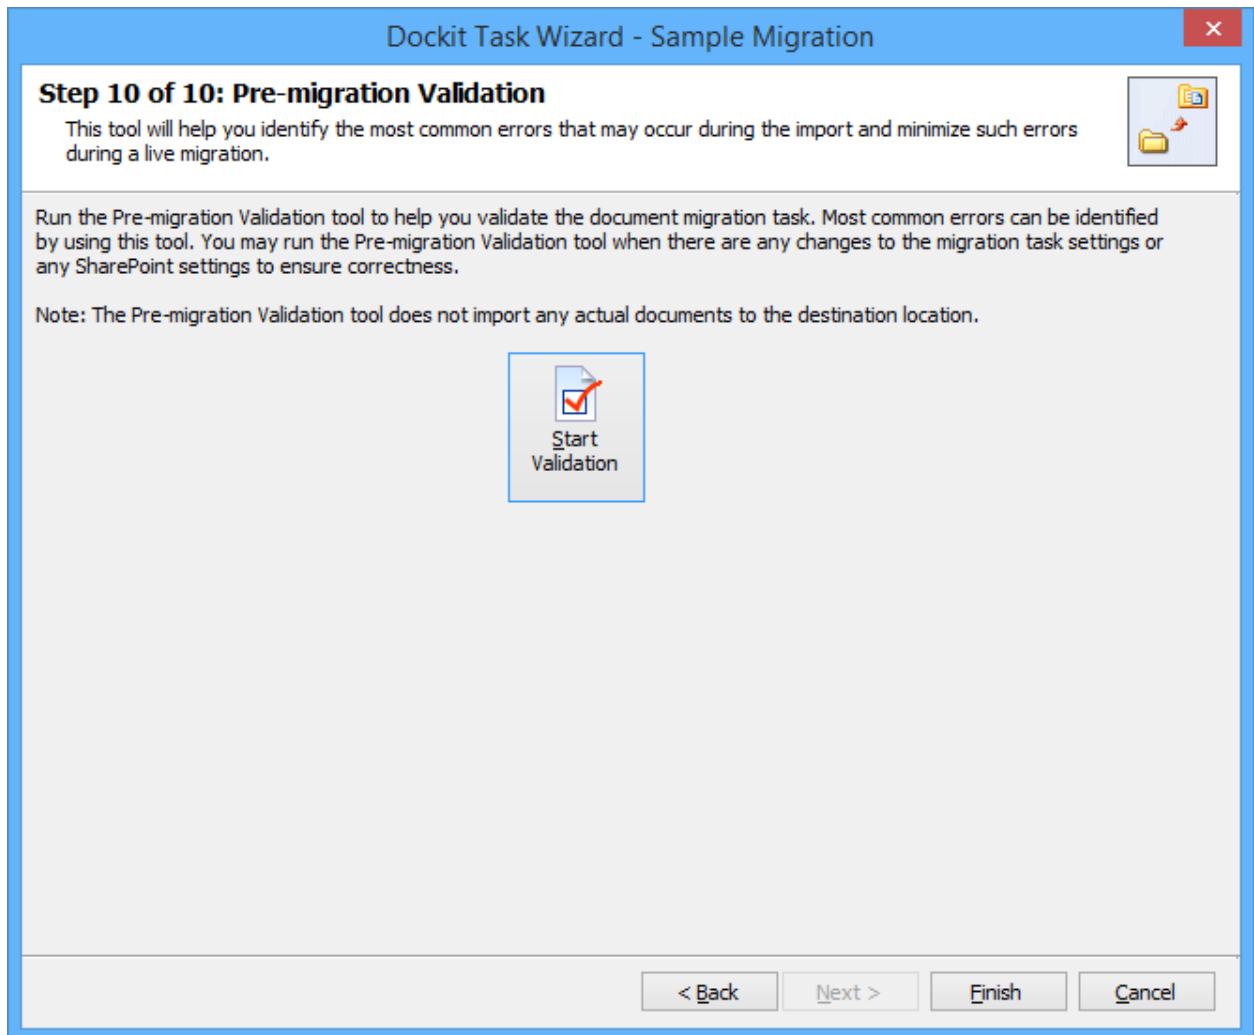 Dockit Task Wizard - Sample Migration
Step 10 of 10: Pre-migration Validation
This tool will help you identify the most common errors that may occur during the import and minimize such errors
during a live migration.
Run the Pre-migration Validation tool to help you validate the document migration task. Most common errors can be identified
by using this tool. You may run the Pre-migration Validation tool when there are any changes to the migration task settings or
any SharePoint settings to ensure correctness.
Note: The Pre-migration Validation tool does not import any actual documents to the destination location.
Start
Validation
< Back Next > Finish Cancel